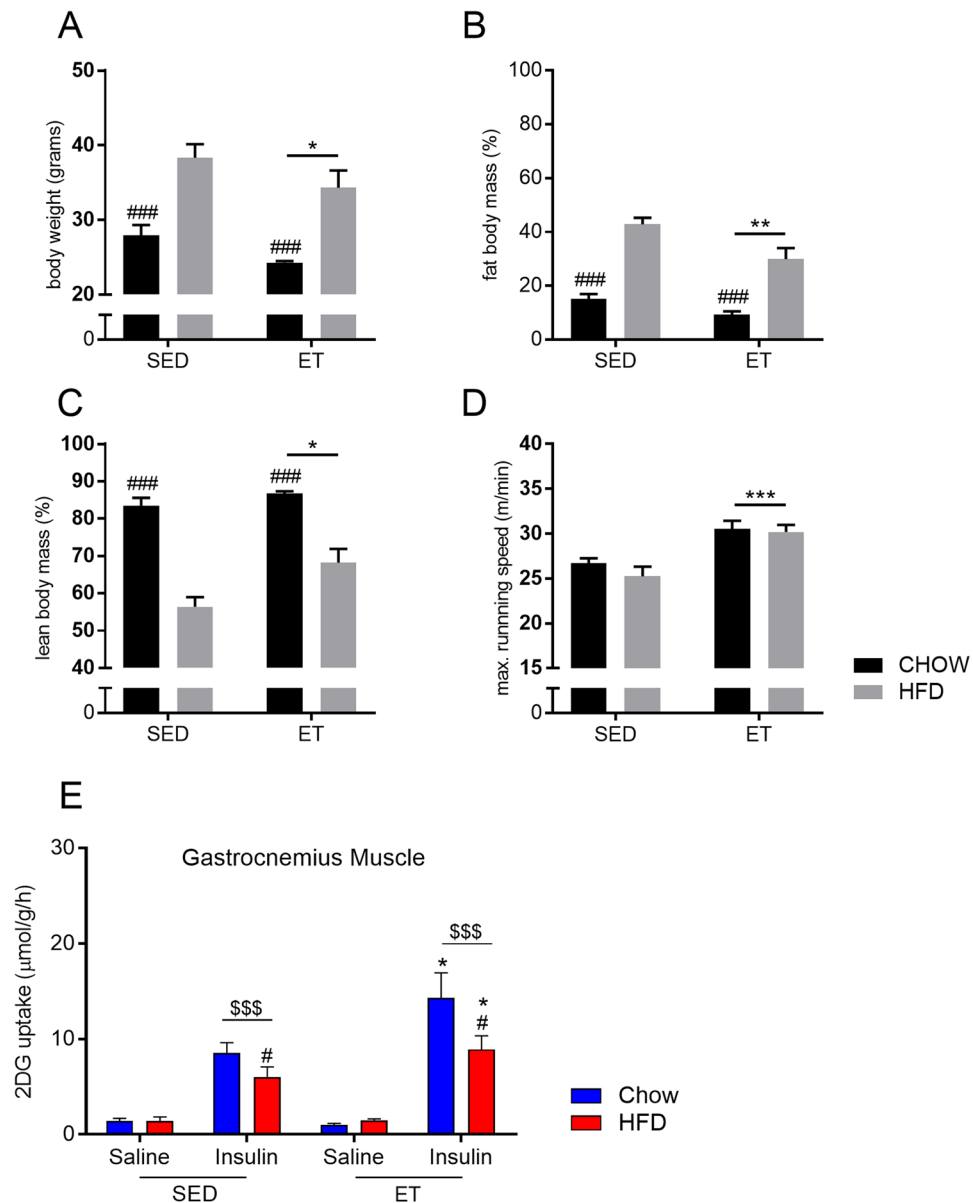 A
body weight (grams)
50
40
30
20
0
###
###
*
SED
ET
B
fat body mass (%)
100
80
60
40
20
0
###
###
**
SED
ET
C
lean body mass (%)
100
90
80
70
60
50
40
0
###
###
*
SED
ET
D
max. runnning speed (m/min)
40
35
30
25
20
15
0
***
SED
ET
CHOW
HFD
E
Gastrocnemius Muscle
2DG uptake (μmol/g/h)
30
20
10
0
$$$
#
$$$
*
*
#
Saline
Insulin
Saline
Insulin
SED
ET
Chow
HFD